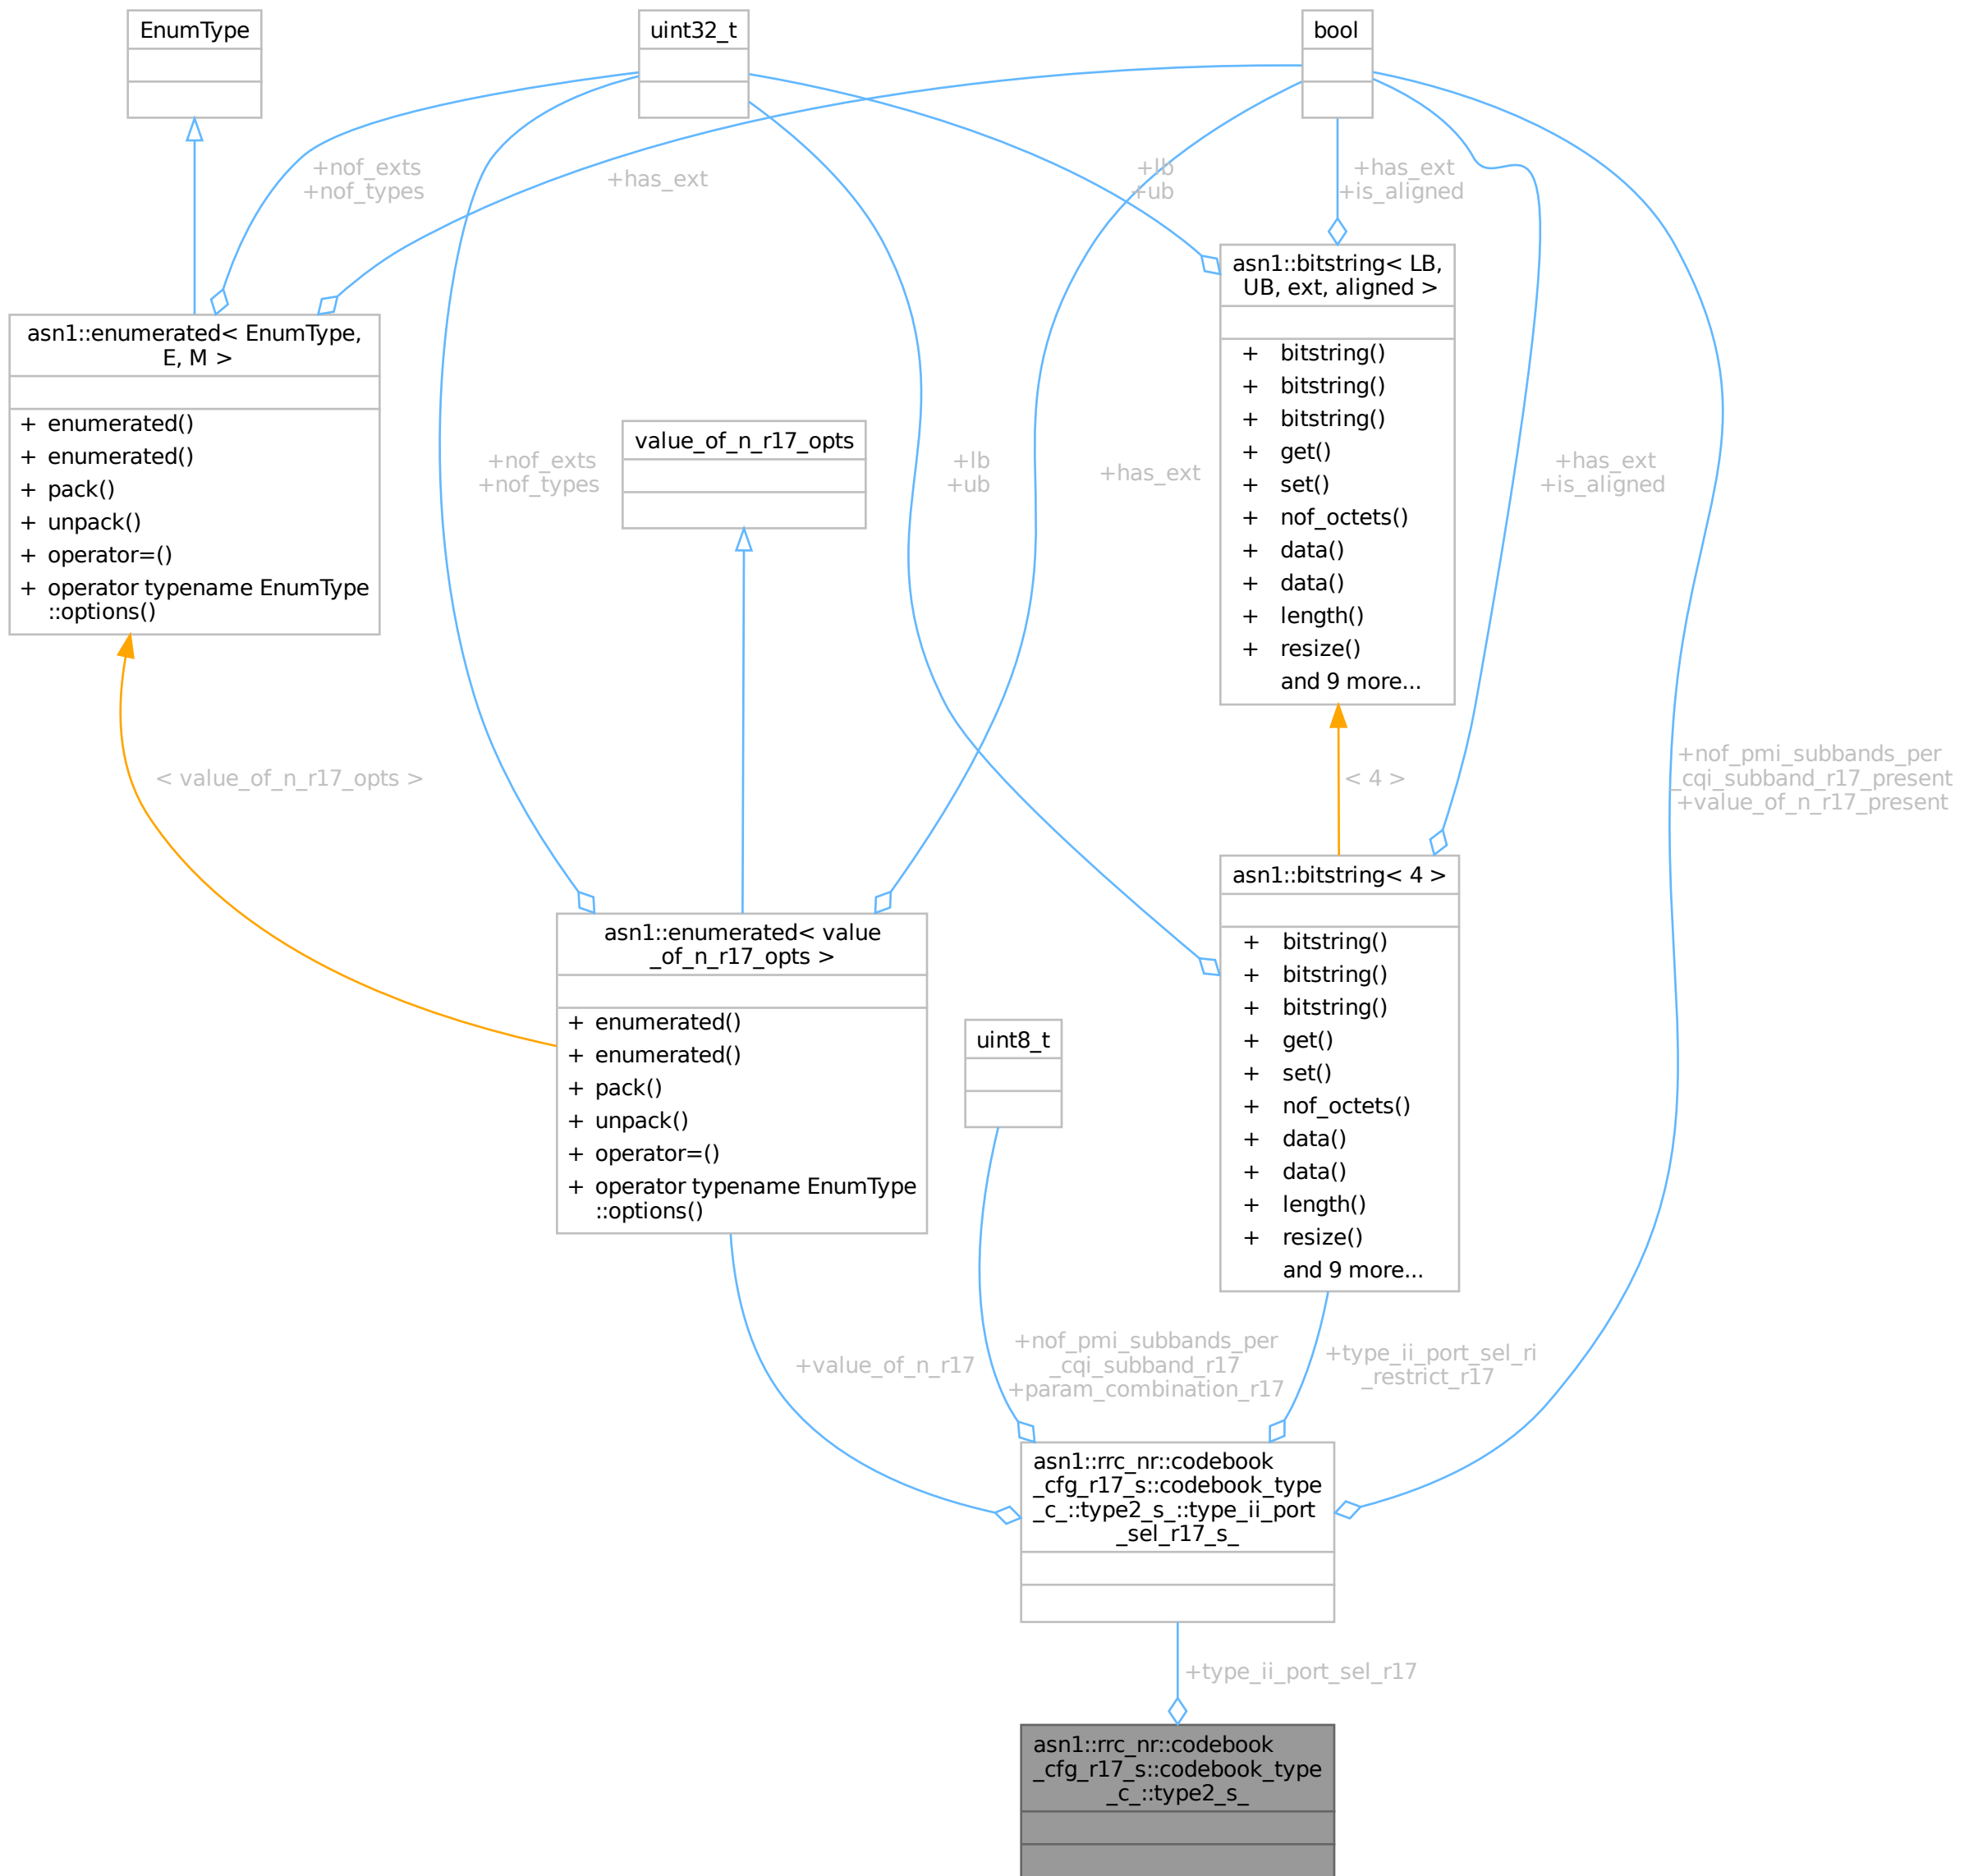 EnumType
uint32_t
bool
+nof_exts
+nof_types
+has_ext
+lb
+ub
+has_ext
+is_aligned
asn1::bitstring< LB,
UB, ext, aligned >
+ bitstring()
+ bitstring()
+ bitstring()
+ get()
+ set()
+ nof_octets()
+ data()
+ data()
+ length()
+ resize()
and 9 more...
asn1::enumerated< EnumType,
E, M >
+ enumerated()
+ enumerated()
+ pack()
+ unpack()
+ operator=()
+ operator typename EnumType
::options()
value_of_n_r17_opts
+nof_exts
+nof_types
+lb
+ub
+has_ext
+has_ext
+is_aligned
< value_of_n_r17_opts >
< 4 >
+nof_pmi_subbands_per
_cqi_subband_r17_present
+value_of_n_r17_present
asn1::bitstring< 4 >
+ bitstring()
+ bitstring()
+ bitstring()
+ get()
+ set()
+ nof_octets()
+ data()
+ data()
+ length()
+ resize()
and 9 more...
asn1::enumerated< value
_of_n_r17_opts >
+ enumerated()
+ enumerated()
+ pack()
+ unpack()
+ operator=()
+ operator typename EnumType
::options()
uint8_t
+value_of_n_r17
+nof_pmi_subbands_per
_cqi_subband_r17
+param_combination_r17
+type_ii_port_sel_ri
_restrict_r17
asn1::rrc_nr::codebook
_cfg_r17_s::codebook_type
_c_::type2_s_::type_ii_port
_sel_r17_s_
+type_ii_port_sel_r17
asn1::rrc_nr::codebook
_cfg_r17_s::codebook_type
_c_::type2_s_